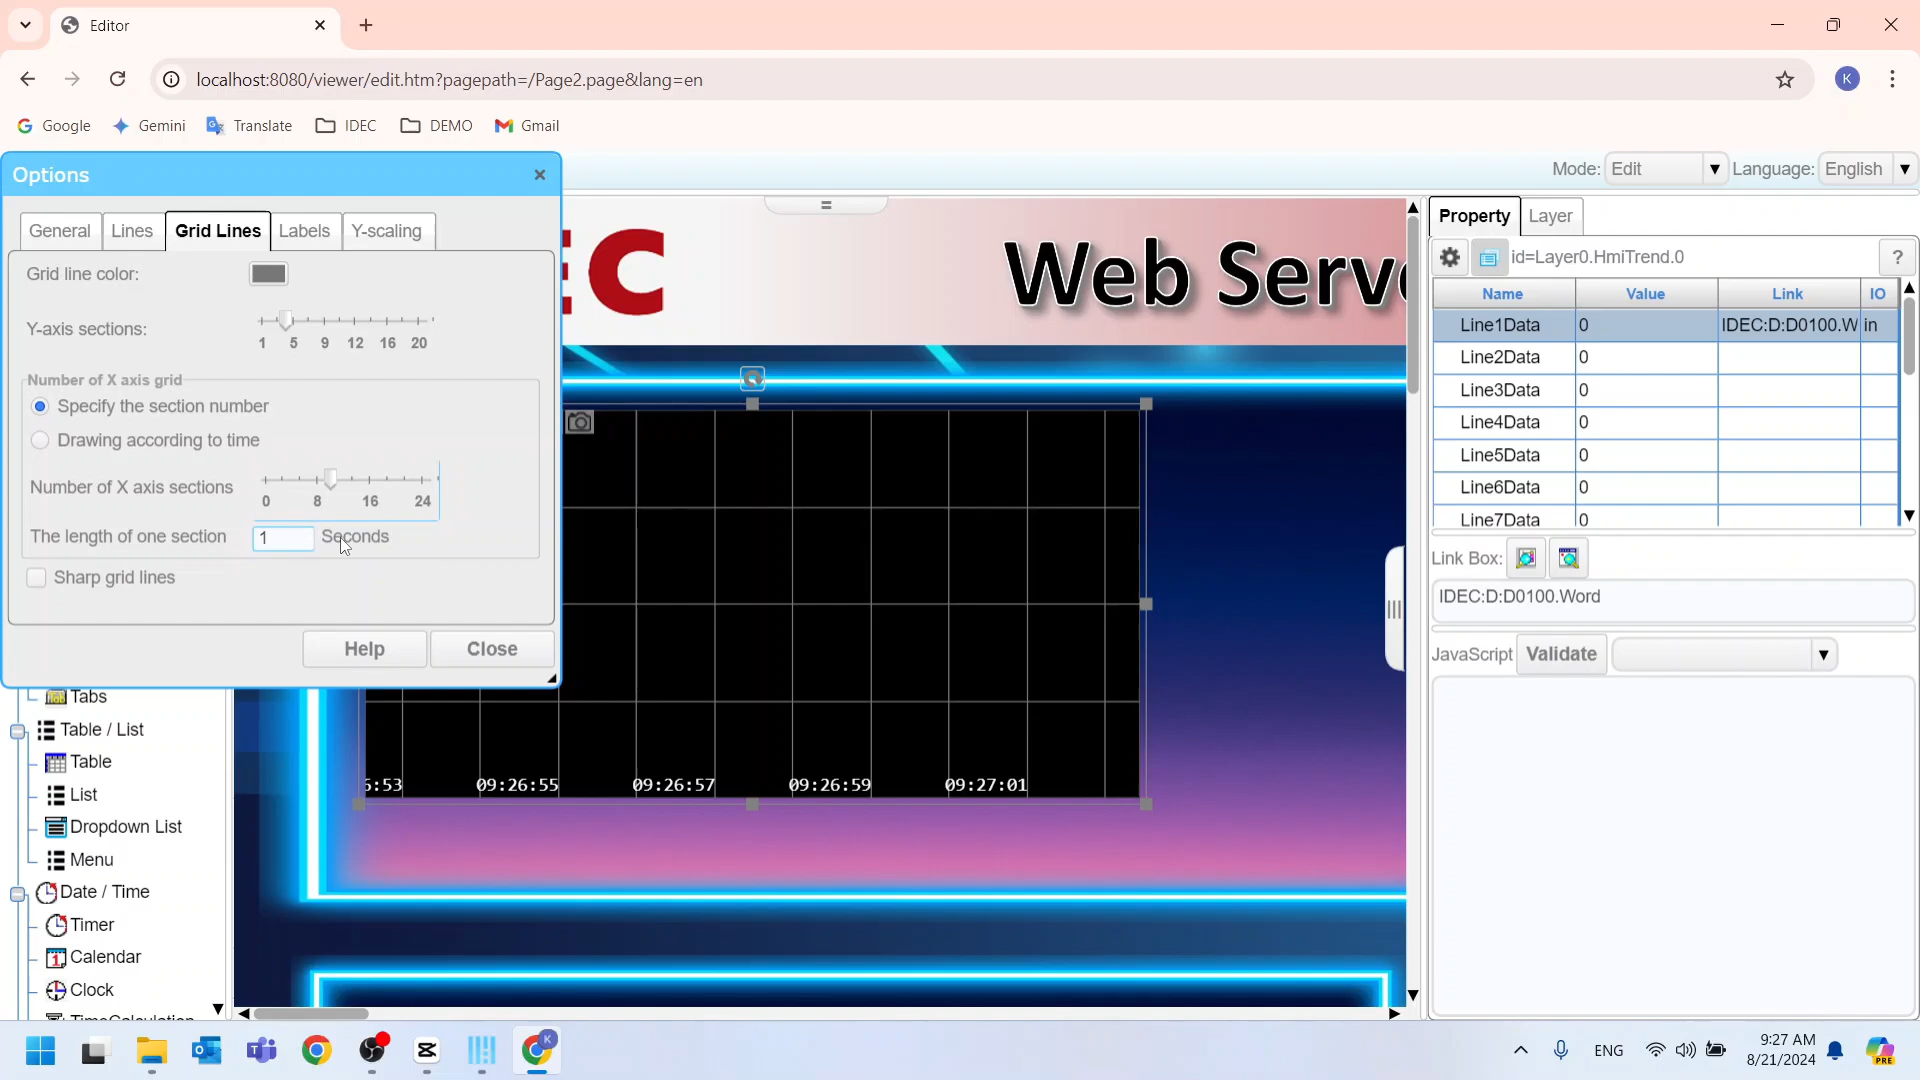 Editor
localhost:8080/viewer/edit.htm?pagepath=/Page2.page&lang=en
K
Google Gemini Translate IDEC DEMO Gmail
Mode: Edit Language: English
Options
General Lines Grid Lines Labels Y-scaling
Grid line color:
Y-axis sections:
1 5 9 12 16 20
Number of X axis grid
Specify the section number
Drawing according to time
Number of X axis sections
0 8 16 24
The length of one section 1 Seconds
Sharp grid lines
Help Close
EC
Web Serve
5:53 09:26:55 09:26:57 09:26:59 09:27:01
Tabs
Table / List
Table
List
Dropdown List
Menu
Date / Time
Timer
Calendar
Clock
TimeCalculation
Property Layer
id=Layer0.HmiTrend.0 ?
Name Value Link IO
Line1Data 0 IDEC:D:D0100.W in
Line2Data 0
Line3Data 0
Line4Data 0
Line5Data 0
Line6Data 0
Line7Data 0
Link Box:
IDEC:D:D0100.Word
JavaScript Validate
ENG
9:27 AM
8/21/2024
PRE